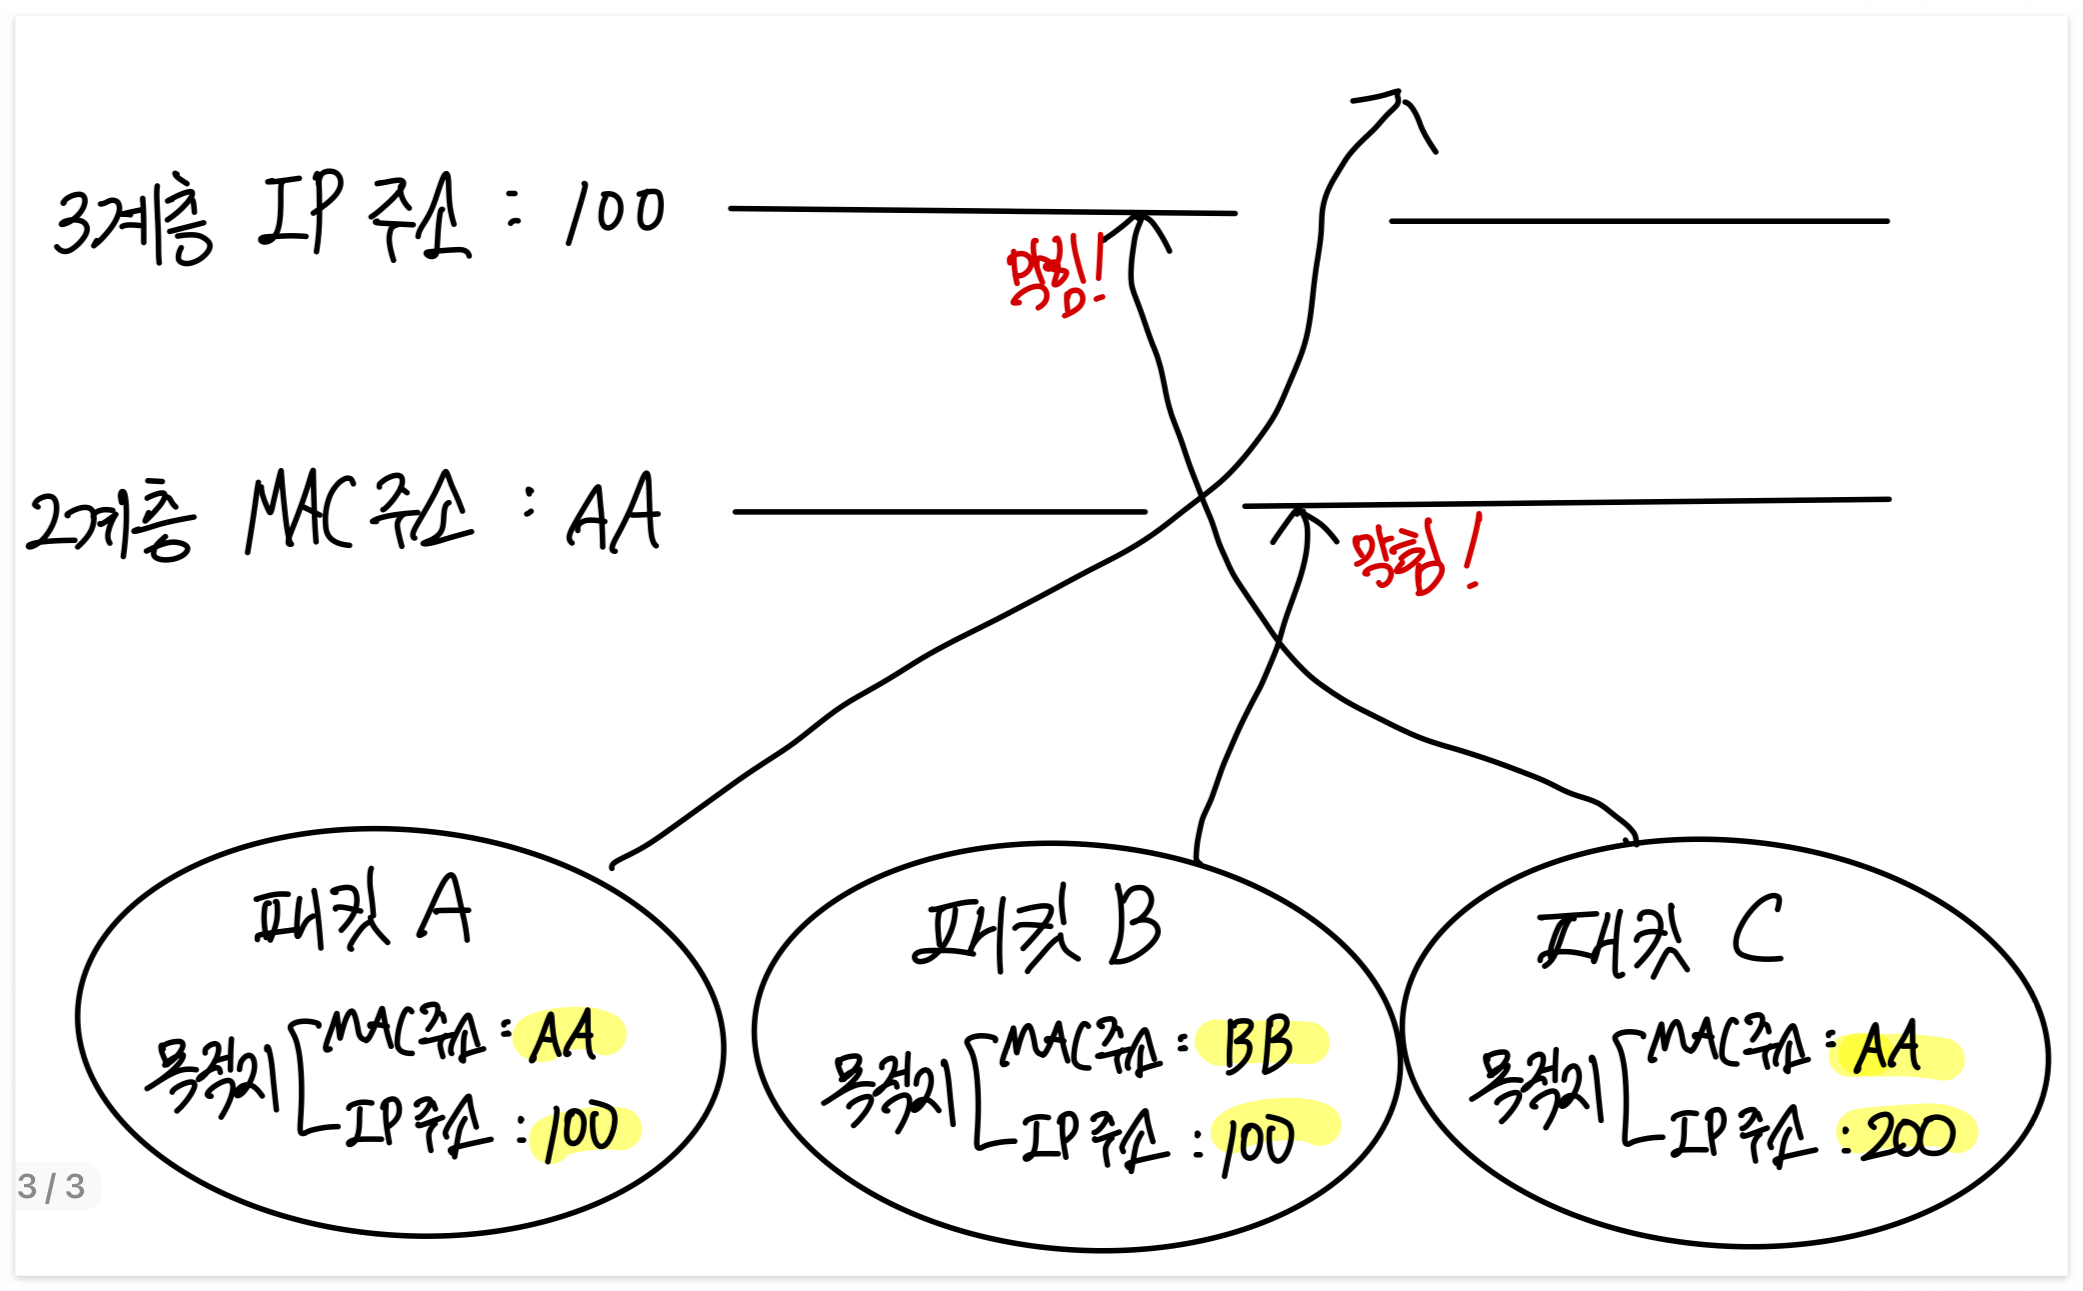 3계층 IP 주소 : 100
막힘!
2계층 MAC 주소 : AA
막힘!
패킷 A
목적지
MAC주소 : AA
IP 주소 : 100
패킷 B
목적지
MAC주소 : BB
IP 주소 : 100
패킷 C
목적지
MAC주소 : AA
IP 주소 : 200
3 / 3